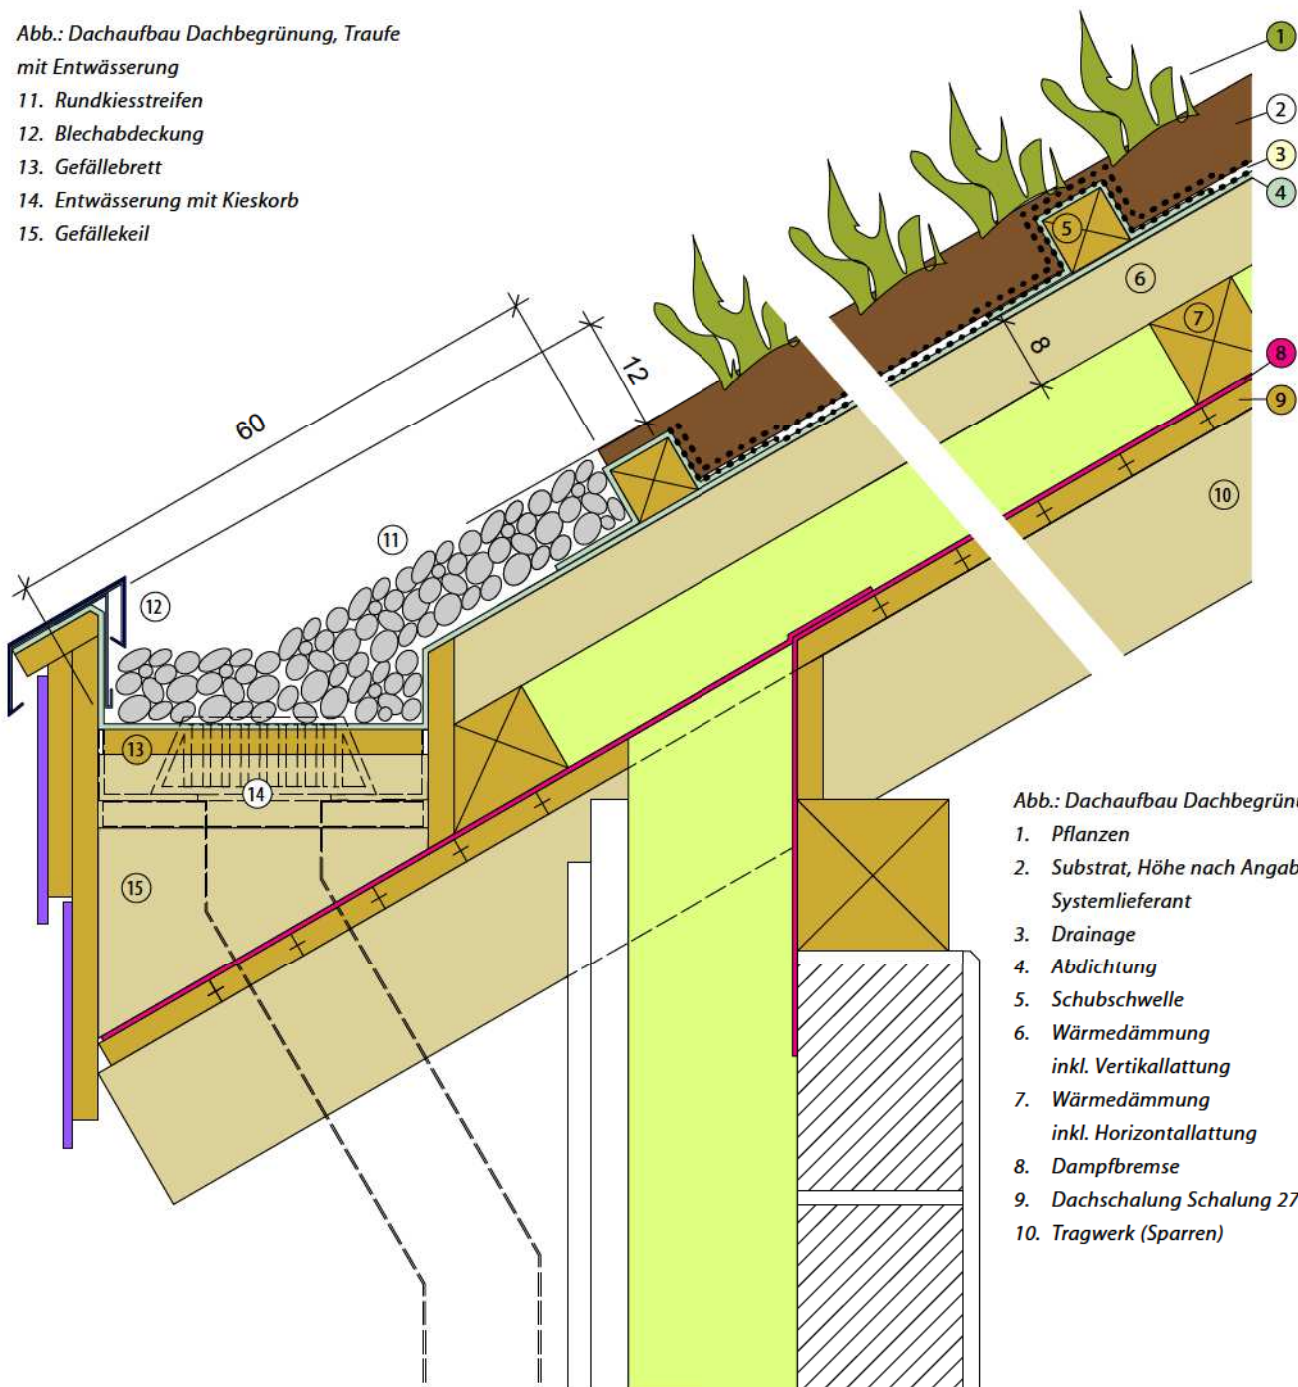 Abb.: Dachaufbau Dachbegrünung, Traufe
mit Entwässerung
11. Rundkiesstreifen
12. Blechabdeckung
13. Gefällebrett
14. Entwässerung mit Kieskorb
15. Gefällekeil
1
2
3
4
5
6
7
8
8
9
10
12
60
11
12
13
14
15
Abb.: Dachaufbau Dachbegrünu
1. Pflanzen
2. Substrat, Höhe nach Angab
Systemlieferant
3. Drainage
4. Abdichtung
5. Schubschwelle
6. Wärmedämmung
inkl. Vertikallattung
7. Wärmedämmung
inkl. Horizontallattung
8. Dampfbremse
9. Dachschalung Schalung 27
10. Tragwerk (Sparren)